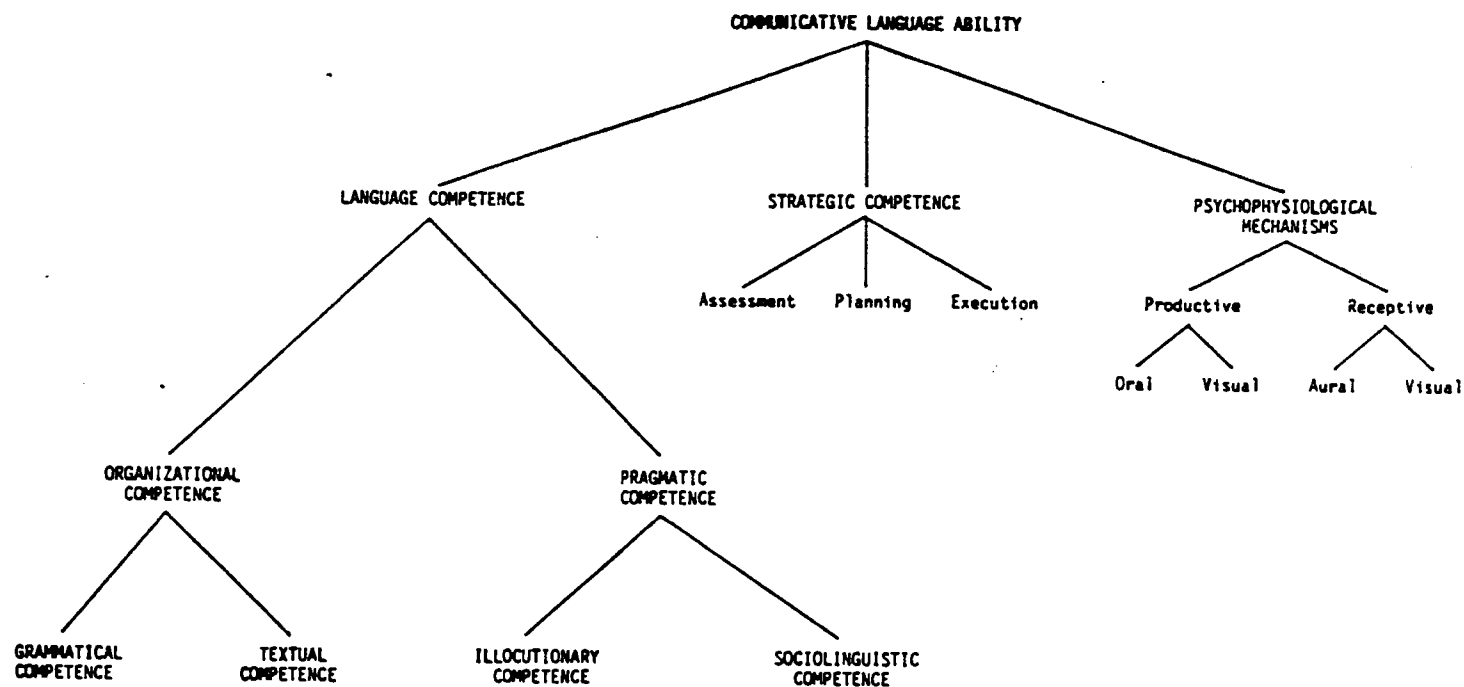 COMMUNICATIVE LANGUAGE ABILITY
LANGUAGE COMPETENCE
STRATEGIC COMPETENCE
PSYCHOPHYSIOLOGICAL
MECHANISMS
Assessment
Planning
Execution
Productive
Receptive
Oral
Visual
Aural
Visual
ORGANIZATIONAL
COMPETENCE
PRAGMATIC
COMPETENCE
GRAMMATICAL
COMPETENCE
TEXTUAL
COMPETENCE
ILLOCUTIONARY
COMPETENCE
SOCIOLINGUISTIC
COMPETENCE